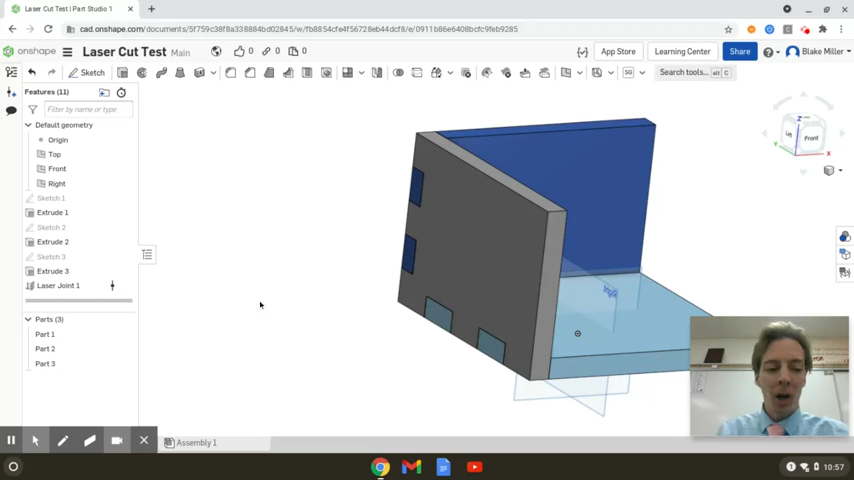 onshape | Part Studio 1
cad.onshape.com/documents/5f759c38f8a338884bd02845/w/fb8854cfe4f56728eb44dcf8/e/0911b86e6408bcfc9feb9285
onshape Laser Cut Test Main 0 0 0 App Store Learning Center Share Blake Miller
Sketch Search tools... alt C
Features (11)
Filter by name or type
Default geometry
Origin
Top
Front
Right
Sketch 1
Extrude 1
Sketch 2
Extrude 2
Sketch 3
Extrude 3
Laser Joint 1
Parts (3)
Part 1
Part 2
Part 3
Z
Left Front
Y X
Assembly 1
10:57